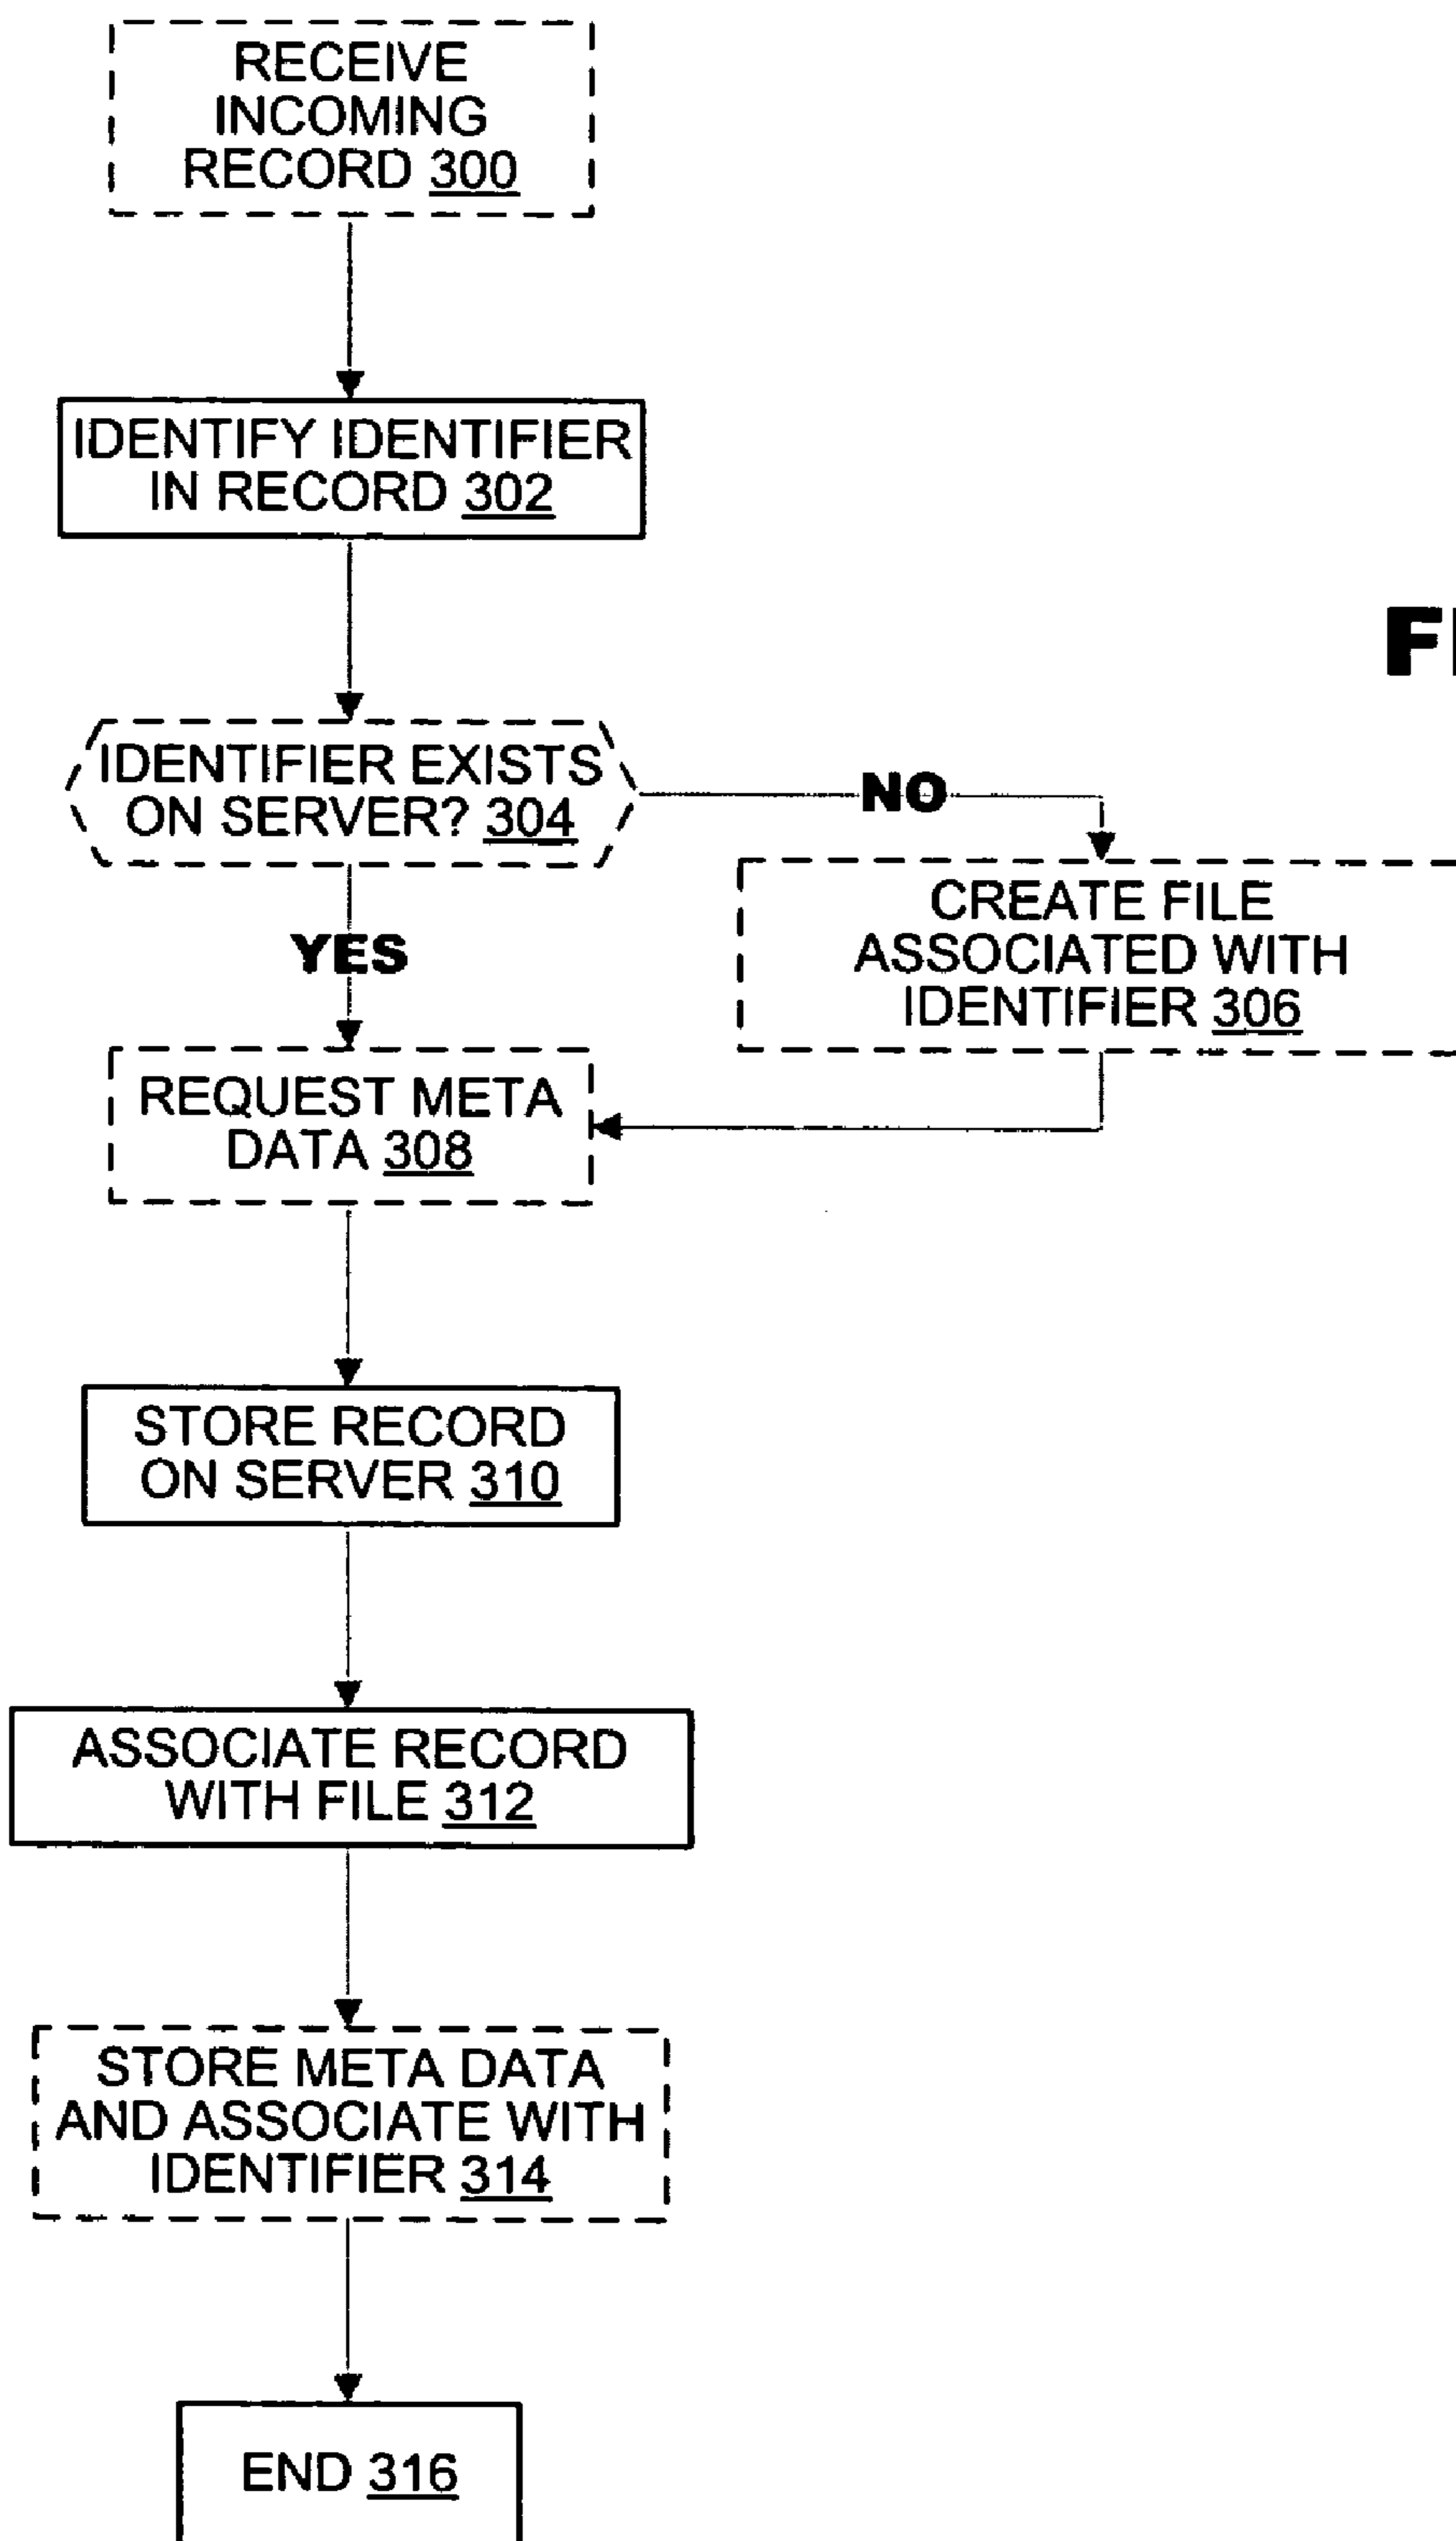 RECEIVE
INCOMING
RECORD 300
IDENTIFY IDENTIFIER
IN RECORD 302
IDENTIFIER EXISTS
ON SERVER? 304
NO
YES
CREATE FILE
ASSOCIATED WITH
IDENTIFIER 306
REQUEST META
DATA 308
STORE RECORD
ON SERVER 310
ASSOCIATE RECORD
WITH FILE 312
STORE META DATA
AND ASSOCIATE WITH
IDENTIFIER 314
END 316